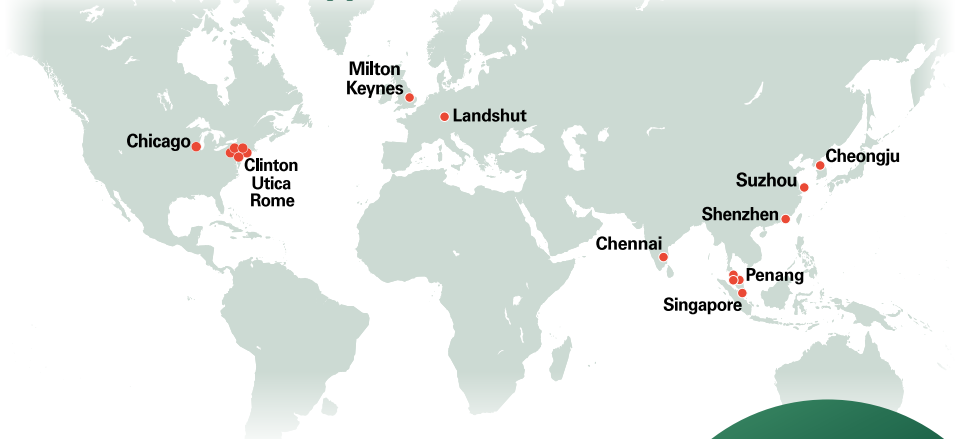 Milton
Keynes
Landshut
Chicago
Clinton
Utica
Rome
Cheongju
Suzhou
Shenzhen
Chennai
Penang
Singapore